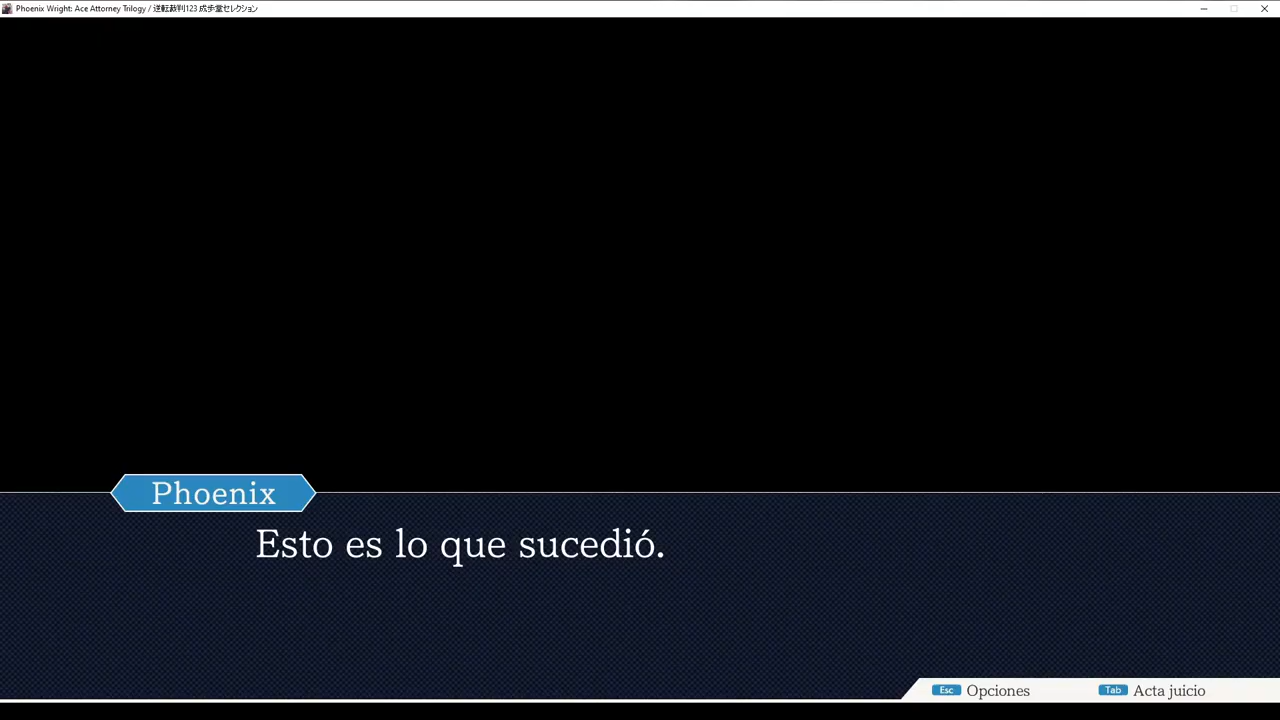 Phoenix Wright: Ace Attorney Trilogy / 逆転裁判123 成歩堂セレクション
Phoenix
Esto es lo que sucedió.
Esc Opciones Tab Acta juicio